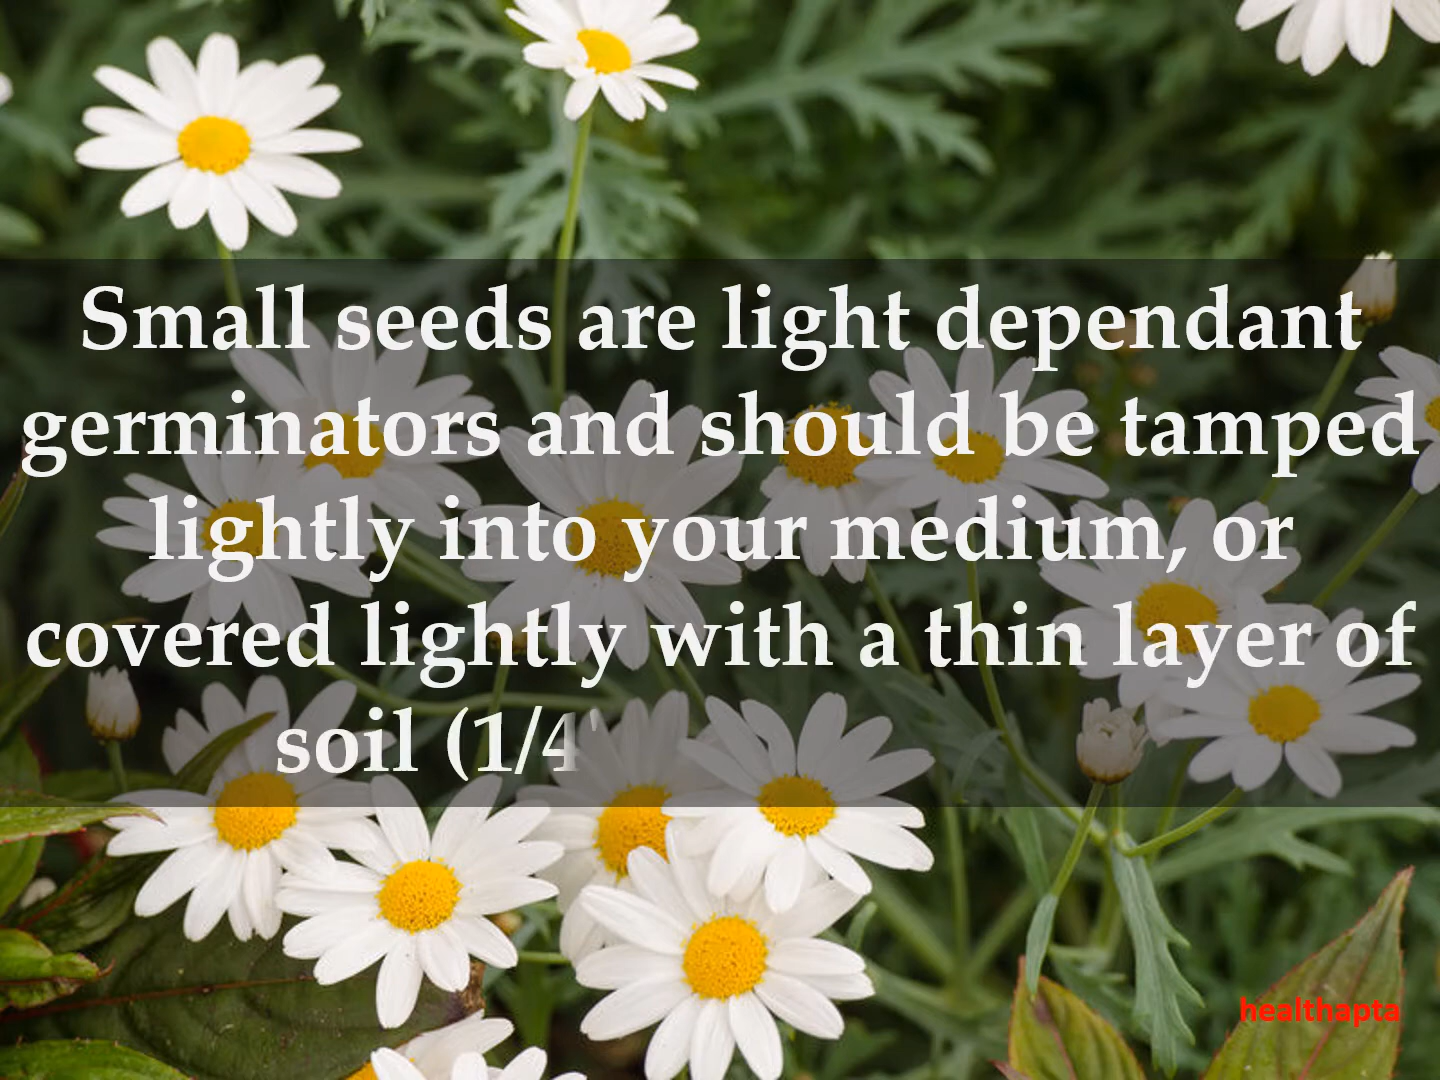 Small seeds are light dependant
germinators and should be tamped
lightly into your medium, or
covered lightly with a thin layer of
soil (1/4
healthapta